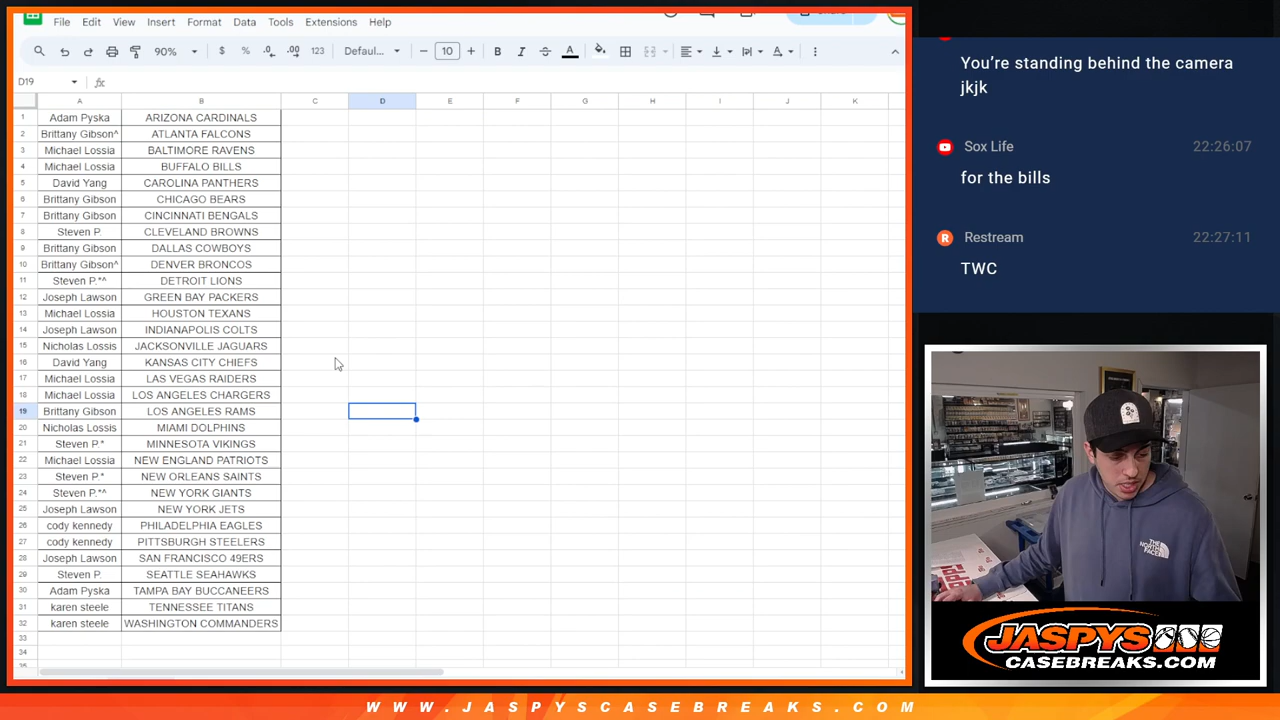 File Edit View Insert Format Data Tools Extensions Help
90% $ % .0 .00 123 Defaul... 10 B I A
D19 fx
A B C D E F G H I J K
1 Adam Pyska ARIZONA CARDINALS
2 Brittany Gibson^ ATLANTA FALCONS
3 Michael Lossia BALTIMORE RAVENS
4 Michael Lossia BUFFALO BILLS
5 David Yang CAROLINA PANTHERS
6 Brittany Gibson CHICAGO BEARS
7 Brittany Gibson CINCINNATI BENGALS
8 Steven P. CLEVELAND BROWNS
9 Brittany Gibson DALLAS COWBOYS
10 Brittany Gibson^ DENVER BRONCOS
11 Steven P.*^ DETROIT LIONS
12 Joseph Lawson GREEN BAY PACKERS
13 Michael Lossia HOUSTON TEXANS
14 Joseph Lawson INDIANAPOLIS COLTS
15 Nicholas Lossis JACKSONVILLE JAGUARS
16 David Yang KANSAS CITY CHIEFS
17 Michael Lossia LAS VEGAS RAIDERS
18 Michael Lossia LOS ANGELES CHARGERS
19 Brittany Gibson LOS ANGELES RAMS
20 Nicholas Lossis MIAMI DOLPHINS
21 Steven P.* MINNESOTA VIKINGS
22 Michael Lossia NEW ENGLAND PATRIOTS
23 Steven P.* NEW ORLEANS SAINTS
24 Steven P.*^ NEW YORK GIANTS
25 Joseph Lawson NEW YORK JETS
26 cody kennedy PHILADELPHIA EAGLES
27 cody kennedy PITTSBURGH STEELERS
28 Joseph Lawson SAN FRANCISCO 49ERS
29 Steven P. SEATTLE SEAHAWKS
30 Adam Pyska TAMPA BAY BUCCANEERS
31 karen steele TENNESSEE TITANS
32 karen steele WASHINGTON COMMANDERS
33
34
You're standing behind the camera
jkjk
Sox Life 22:26:07
for the bills
Restream 22:27:11
TWC
THE
NORTH
FACE
JASPYS
CASEBREAKS.COM
WWW.JASPYSCASEBREAKS.COM